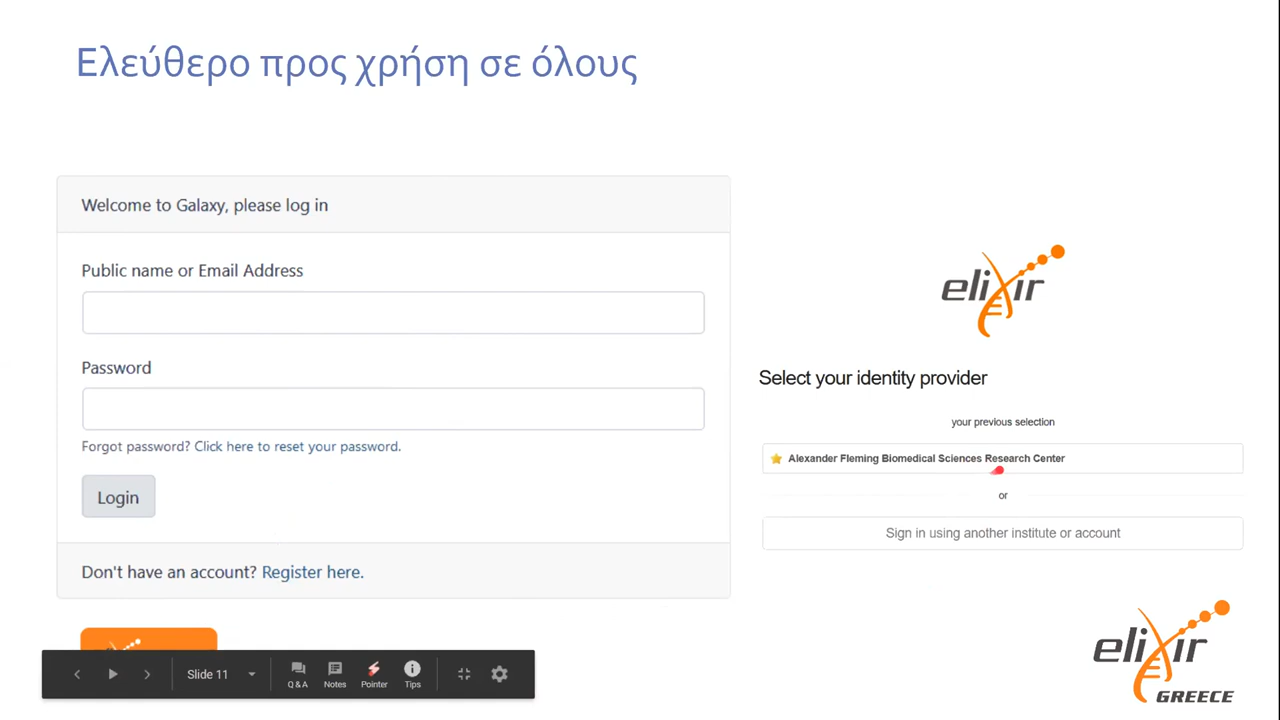 Ελεύθερο προς χρήση σε όλους
Welcome to Galaxy, please log in
Public name or Email Address
Password
Forgot password? Click here to reset your password.
Login
Don't have an account? Register here.
elixir
Select your identity provider
your previous selection
Alexander Fleming Biomedical Sciences Research Center
or
Sign in using another institute or account
Slide 11
Q & A
Notes
Pointer
Tips
elixir
GREECE